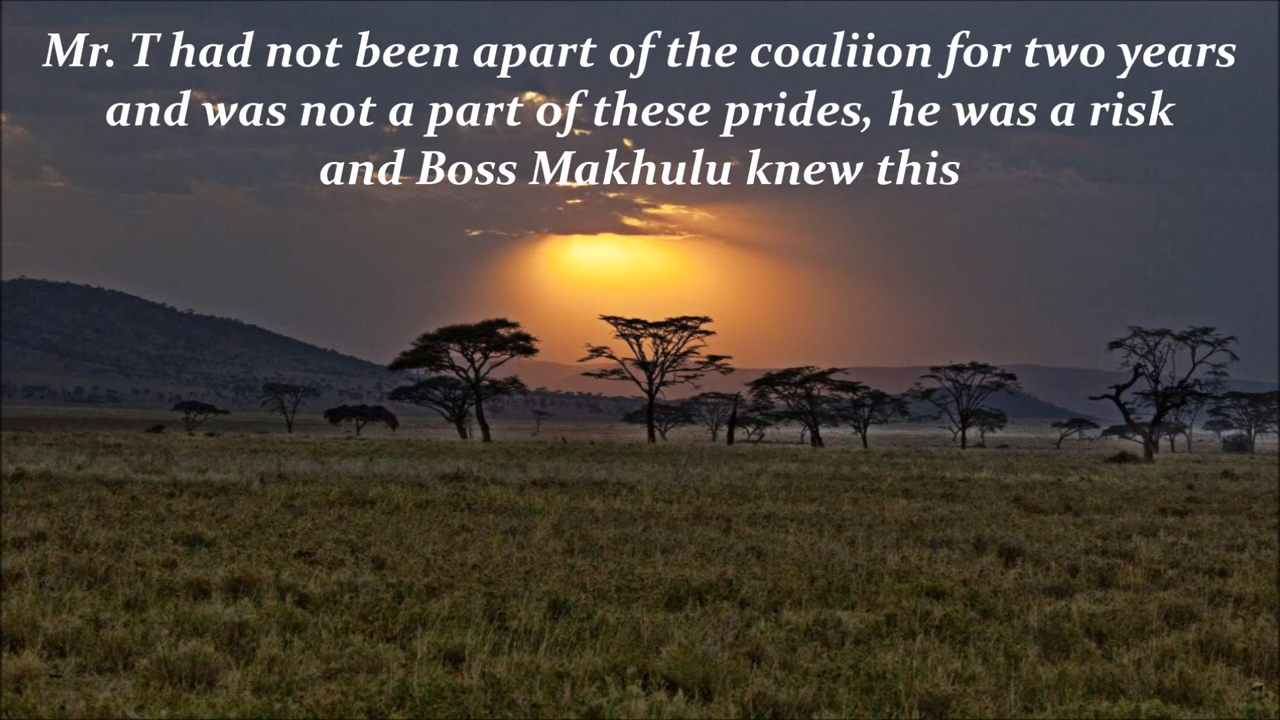 Mr. T had not been apart of the coaliion for two years
and was not a part of these prides, he was a risk
and Boss Makhulu knew this